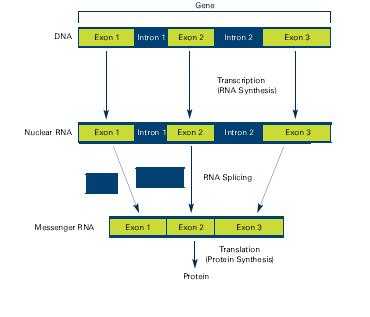 Gene
DNA
Exon 1 Intron 1 Exon 2 Intron 2 Exon 3
Transcription
(RNA Synthesis)
Nuclear RNA
Exon 1 Intron 1 Exon 2 Intron 2 Exon 3
RNA Splicing
Messenger RNA
Exon 1 Exon 2 Exon 3
Translation
(Protein Synthesis)
Protein